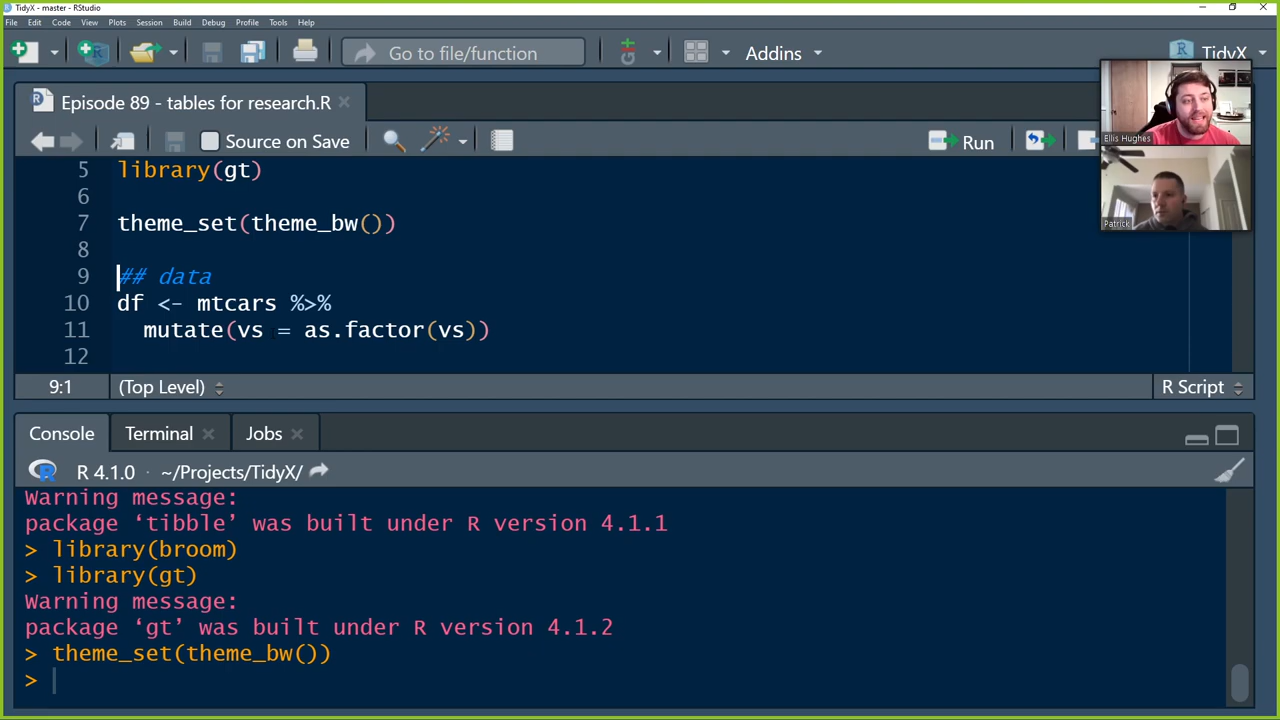 TidyX - master - RStudio
File Edit Code View Plots Session Build Debug Profile Tools Help
Go to file/function Addins TidyX
Episode 89 - tables for research.R
Source on Save Run
Ellis Hughes
Patrick
5 library(gt)
6
7 theme_set(theme_bw())
8
9 ## data
10 df <- mtcars %>%
11 mutate(vs = as.factor(vs))
12
9:1 (Top Level) R Script
Console Terminal Jobs
R 4.1.0 · ~/Projects/TidyX/
Warning message:
package ‘tibble’ was built under R version 4.1.1
> library(broom)
> library(gt)
Warning message:
package ‘gt’ was built under R version 4.1.2
> theme_set(theme_bw())
>